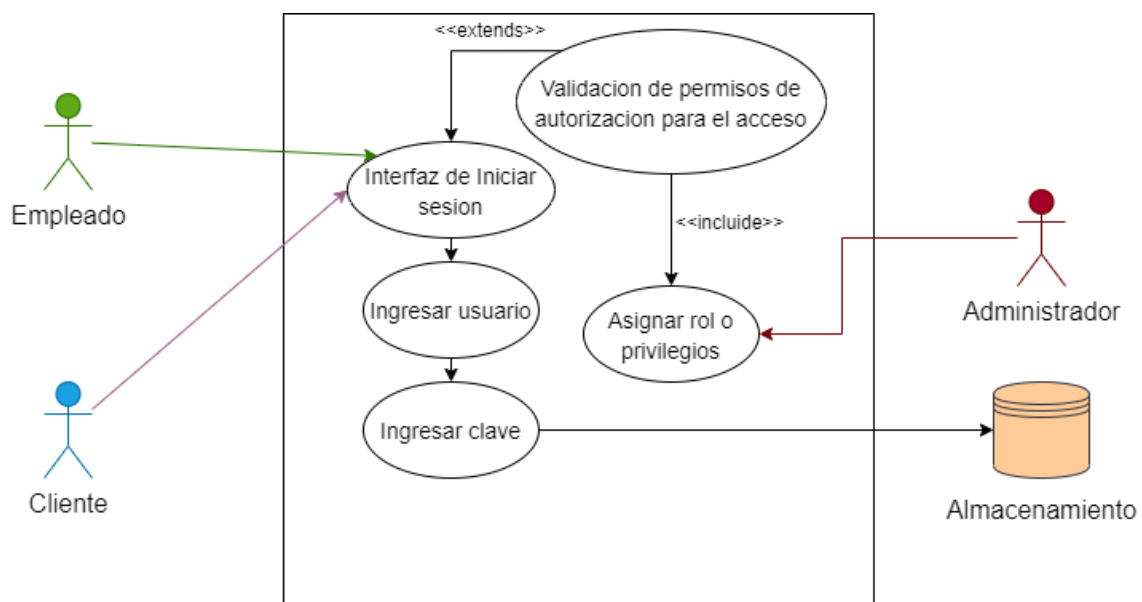 <<extends>>
Validacion de permisos de
autorizacion para el acceso
Empleado
Interfaz de Iniciar
sesion
<<incluide>>
Ingresar usuario
Asignar rol o
privilegios
Administrador
Ingresar clave
Cliente
Almacenamiento